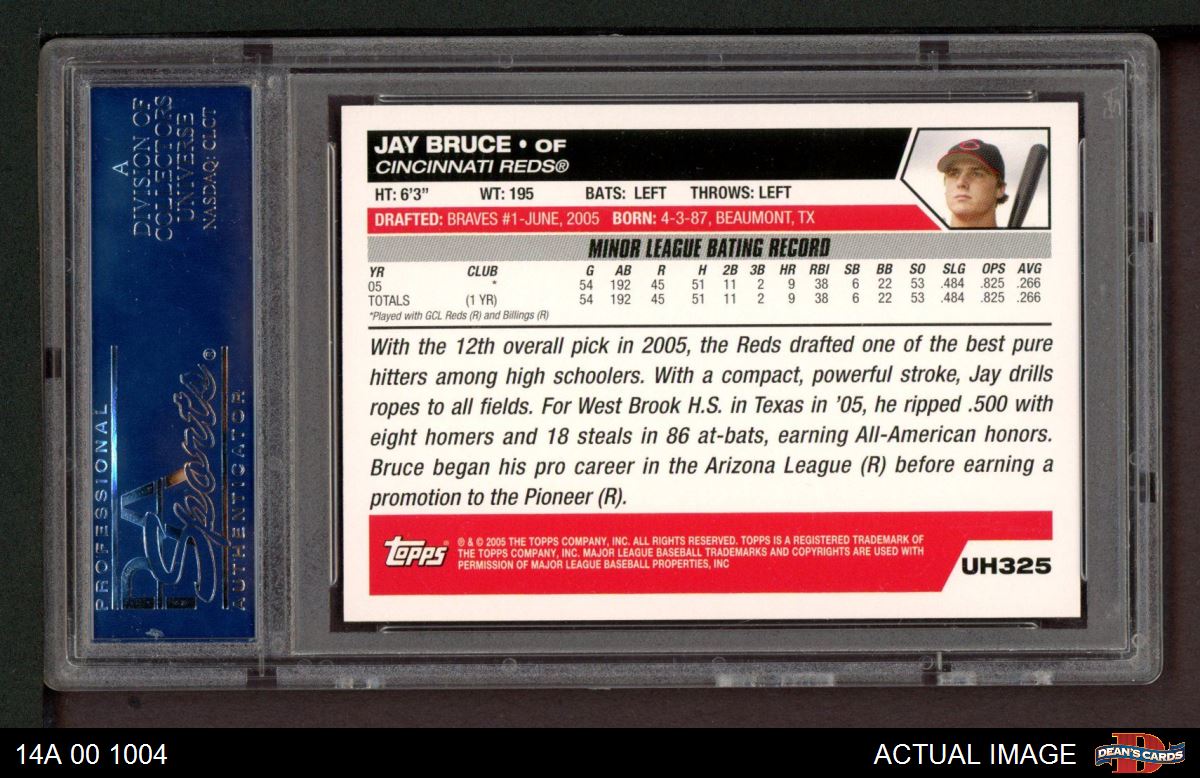 A
DIVISION OF
COLLECTORS
UNIVERSE
NASDAQ: CLCT
PROFESSIONAL
PSA
Sports®
AUTHENTICATOR
JAY BRUCE • OF
CINCINNATI REDS®
HT: 6'3" WT: 195 BATS: LEFT THROWS: LEFT
DRAFTED: BRAVES #1-JUNE, 2005 BORN: 4-3-87, BEAUMONT, TX
MINOR LEAGUE BATING RECORD
YR CLUB G AB R H 2B 3B HR RBI SB BB SO SLG OPS AVG
05 * 54 192 45 51 11 2 9 38 6 22 53 .484 .825 .266
TOTALS (1 YR) 54 192 45 51 11 2 9 38 6 22 53 .484 .825 .266
*Played with GCL Reds (R) and Billings (R)
With the 12th overall pick in 2005, the Reds drafted one of the best pure
hitters among high schoolers. With a compact, powerful stroke, Jay drills
ropes to all fields. For West Brook H.S. in Texas in '05, he ripped .500 with
eight homers and 18 steals in 86 at-bats, earning All-American honors.
Bruce began his pro career in the Arizona League (R) before earning a
promotion to the Pioneer (R).
topps®
® & © 2005 THE TOPPS COMPANY, INC. ALL RIGHTS RESERVED. TOPPS IS A REGISTERED TRADEMARK OF
THE TOPPS COMPANY, INC. MAJOR LEAGUE BASEBALL TRADEMARKS AND COPYRIGHTS ARE USED WITH
PERMISSION OF MAJOR LEAGUE BASEBALL PROPERTIES, INC
UH325
14A 00 1004
ACTUAL IMAGE
DEAN'S CARDS